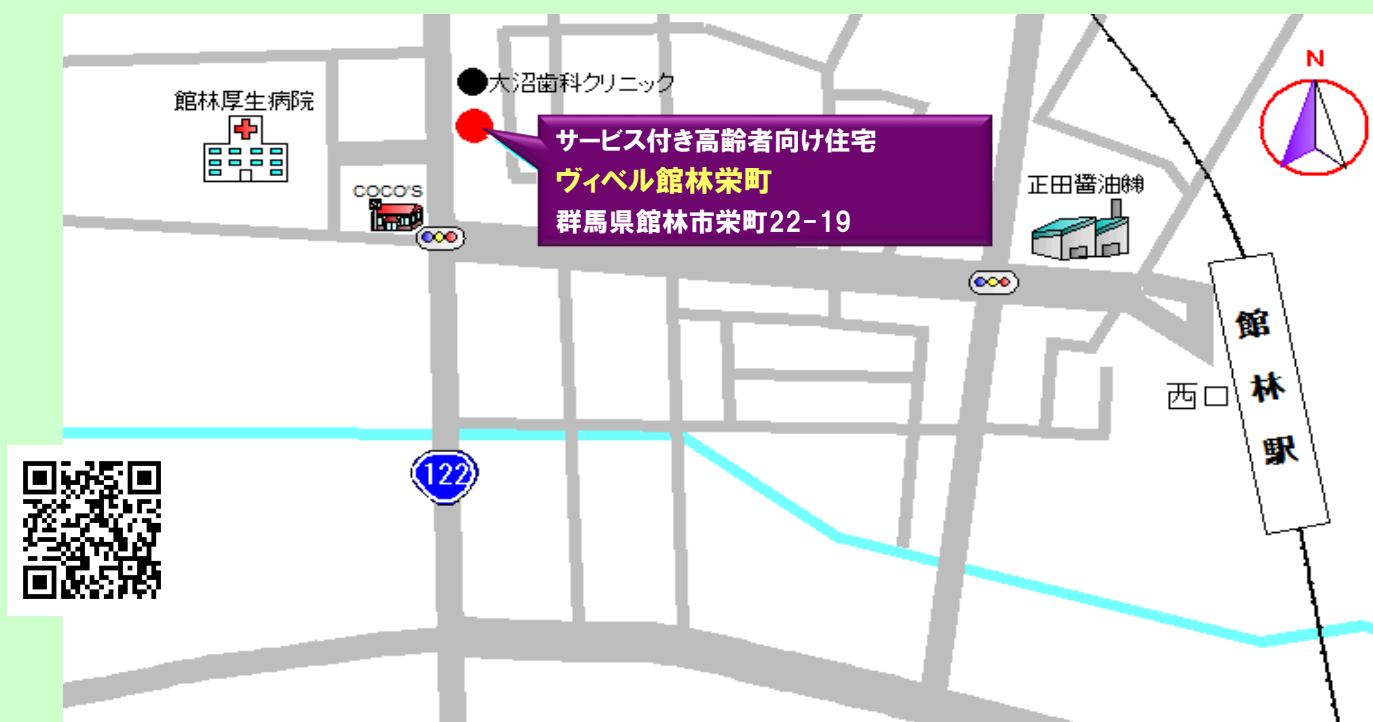 N
大沼歯科クリニック
館林厚生病院
サービス付き高齢者向け住宅
ヴィベル館林栄町
群馬県館林市栄町22-19
COCO'S
正田醤油㈱
館林駅
西口
122